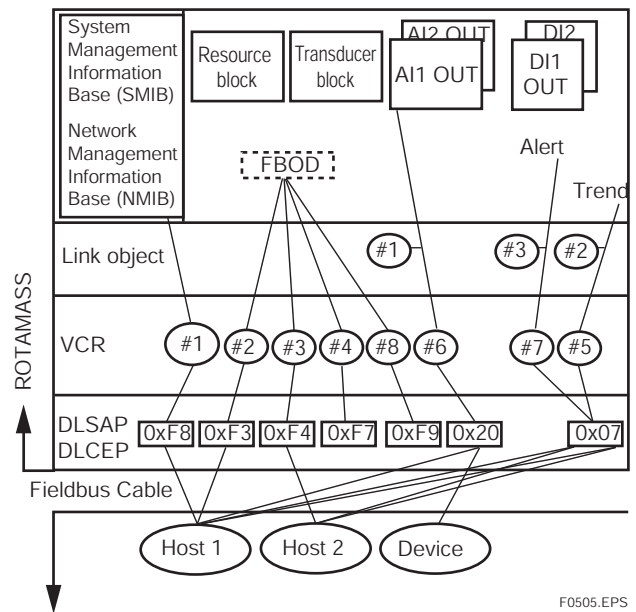 System
Management
Information
Base (SMIB)
Network
Management
Information
Base (NMIB)
Resource
block
Transducer
block
AI2 OUT
AI1 OUT
DI2
DI1
OUT
FBOD
Alert
Trend
Link object
#1
#3
#2
VCR
#1
#2
#3
#4
#8
#6
#7
#5
ROTAMASS
DLSAP
DLCEP
0xF8
0xF3
0xF4
0xF7
0xF9
0x20
0x07
Fieldbus Cable
Host 1
Host 2
Device
F0505.EPS